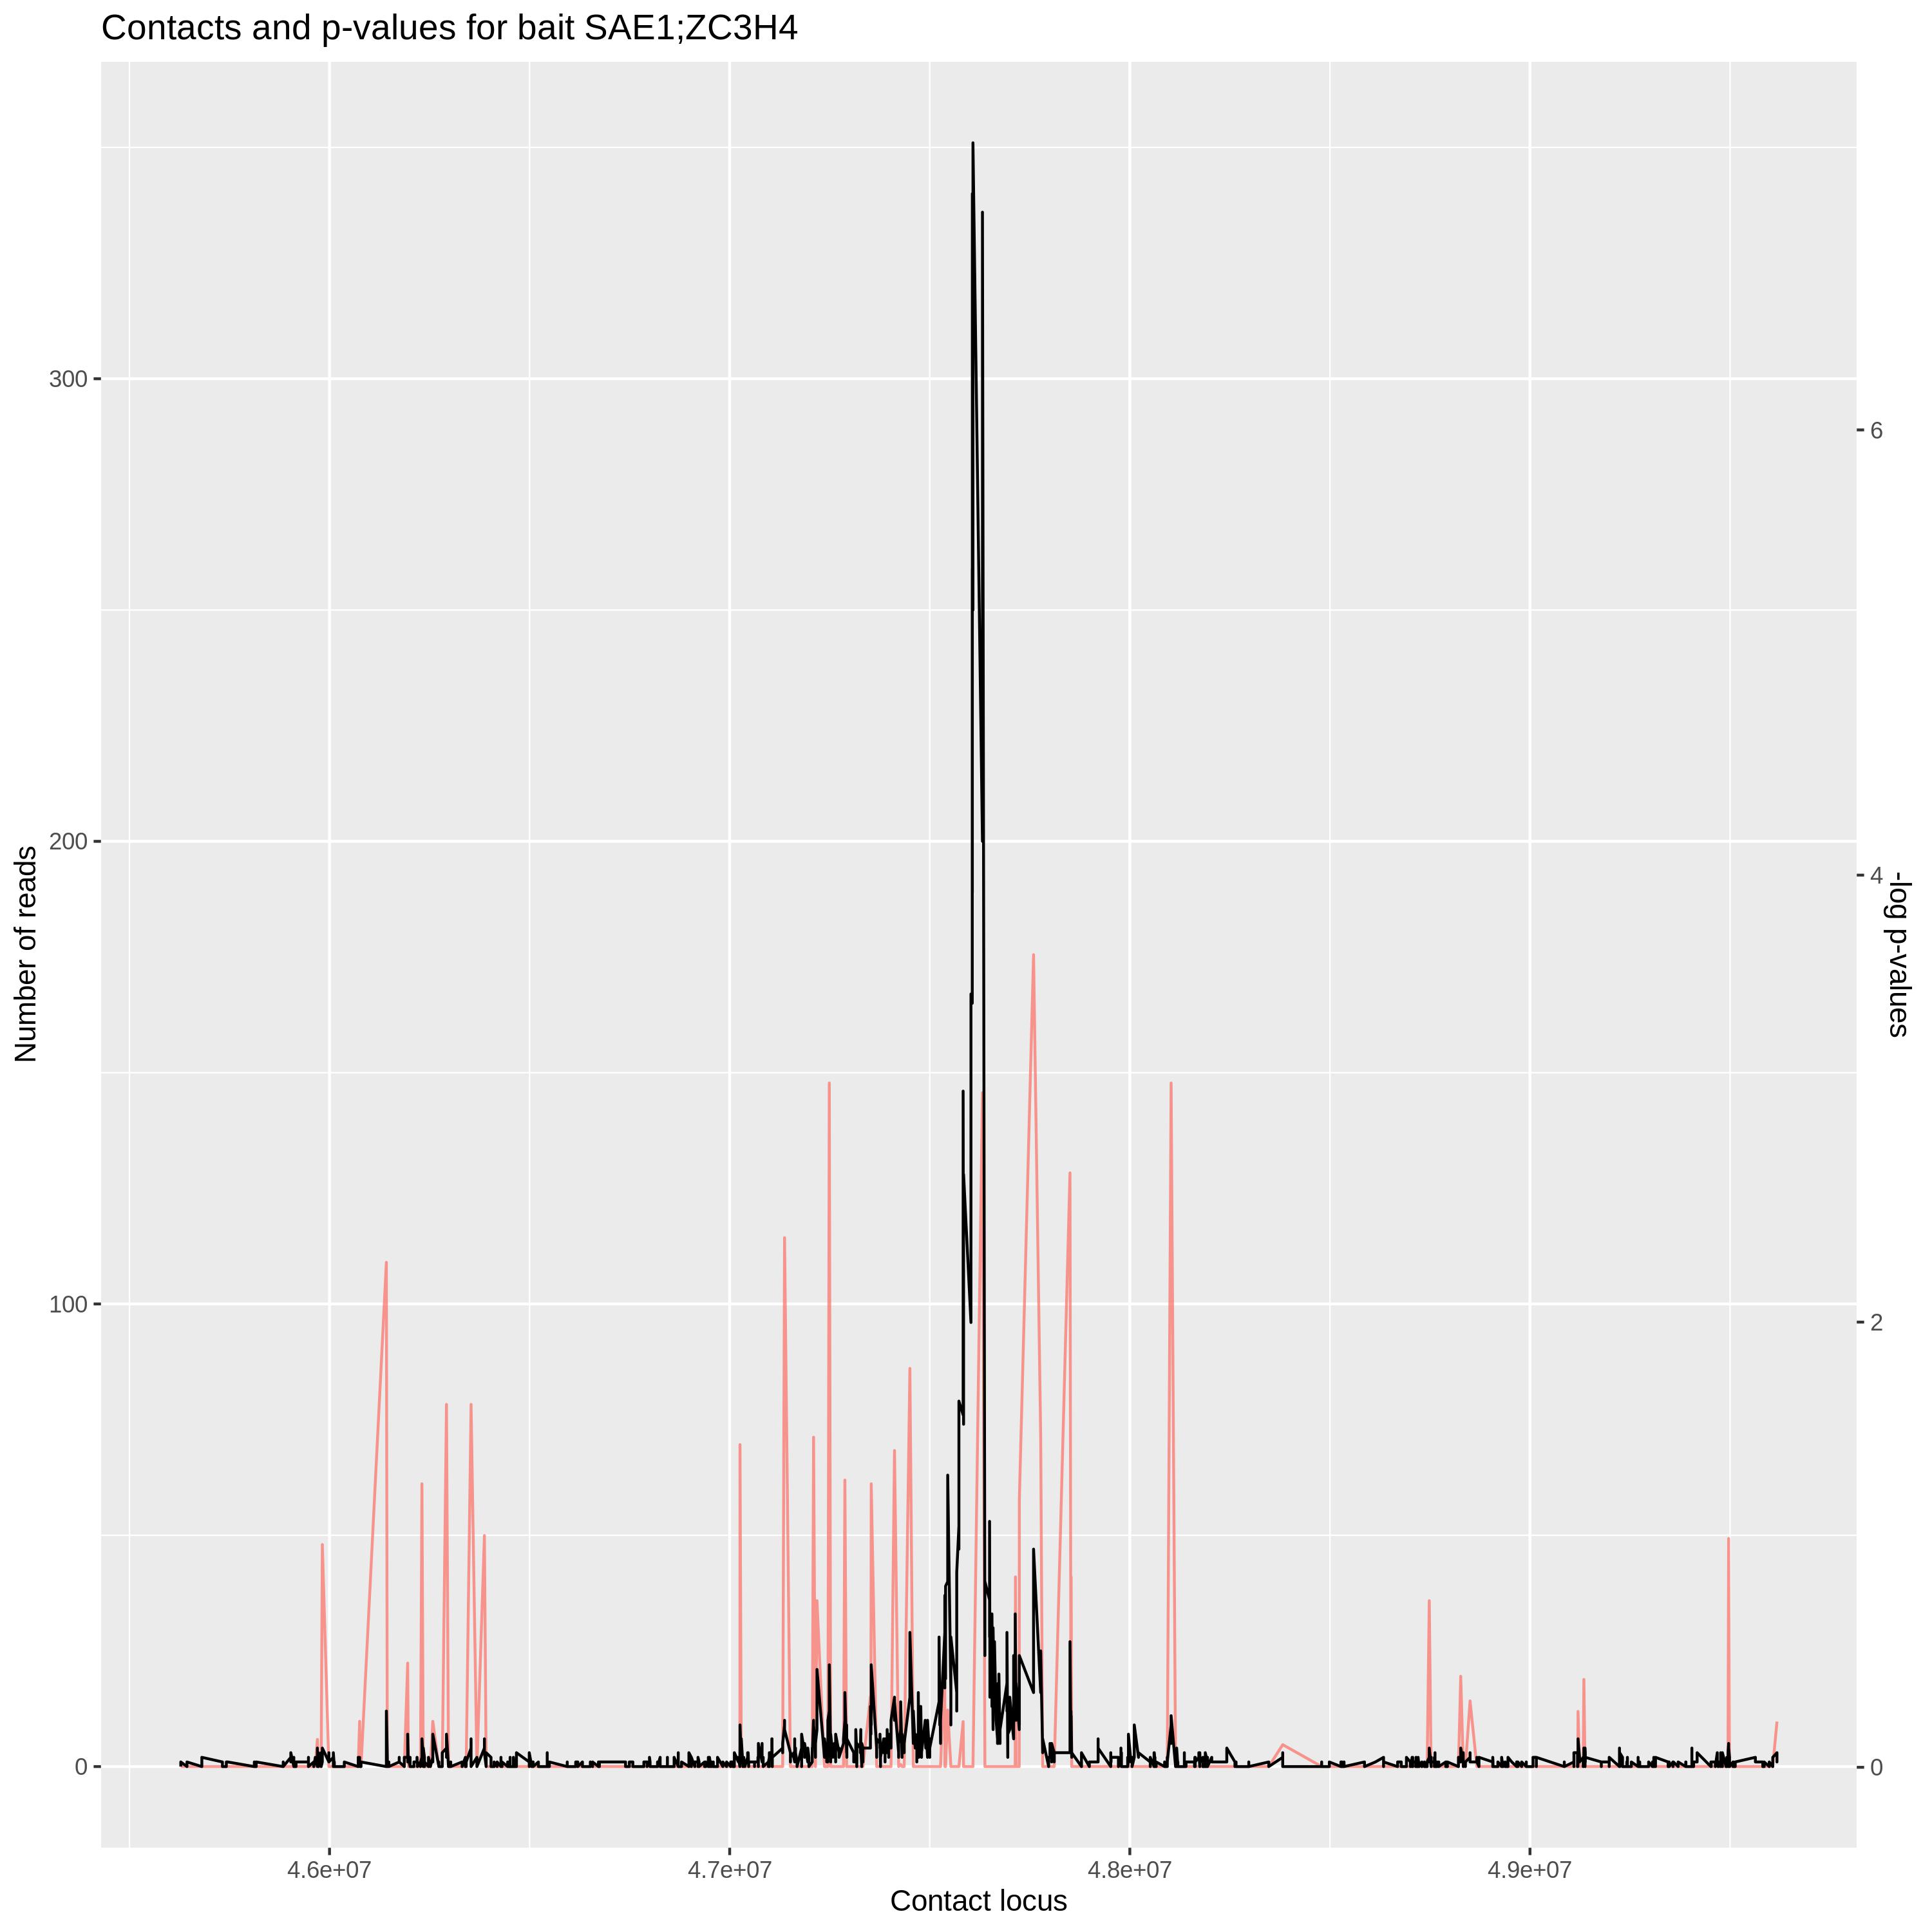 Contacts and p-values for bait SAE1;ZC3H4
Number of reads
300
200
100
0
6
4
2
0
-log p-values
4.6e+07
4.7e+07
4.8e+07
4.9e+07
Contact locus